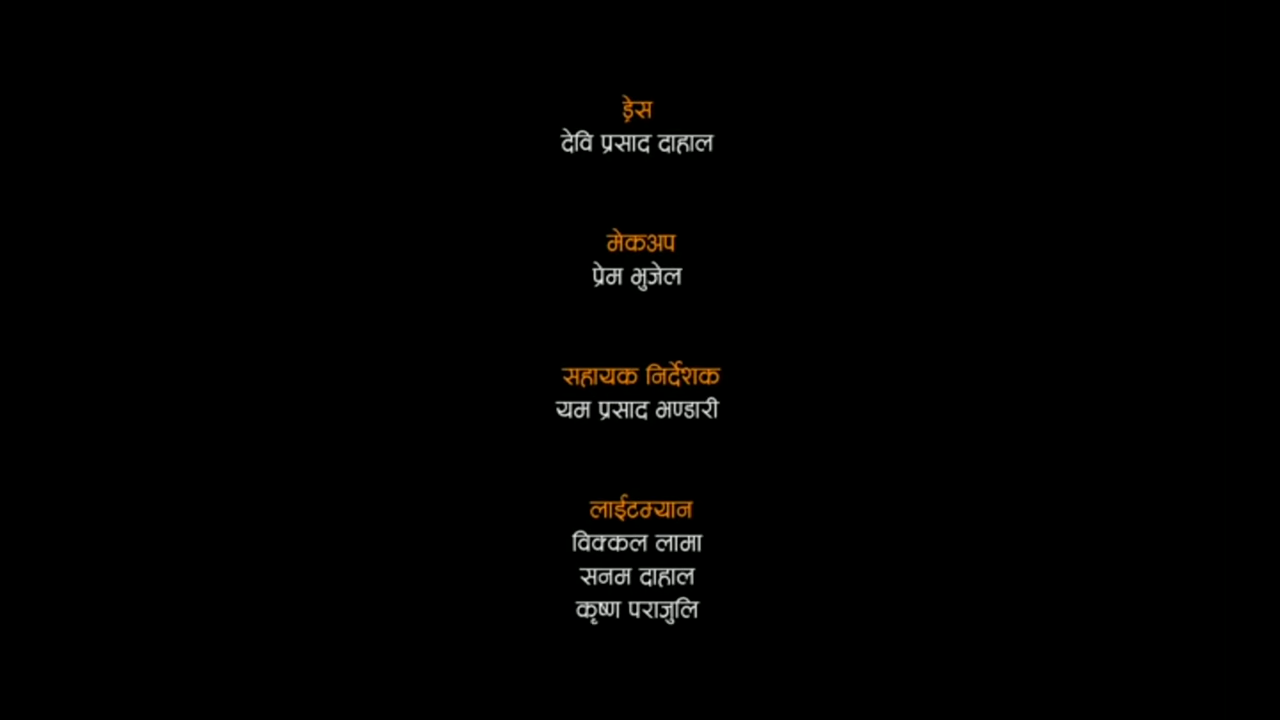 ड्रेस
देवि प्रसाद दाहाल
मेकअप
प्रेम भुजेल
सहायक निर्देशक
यम प्रसाद भण्डारी
लाईटम्यान
विक्कल लामा
सनम दाहाल
कृष्ण पराजुलि